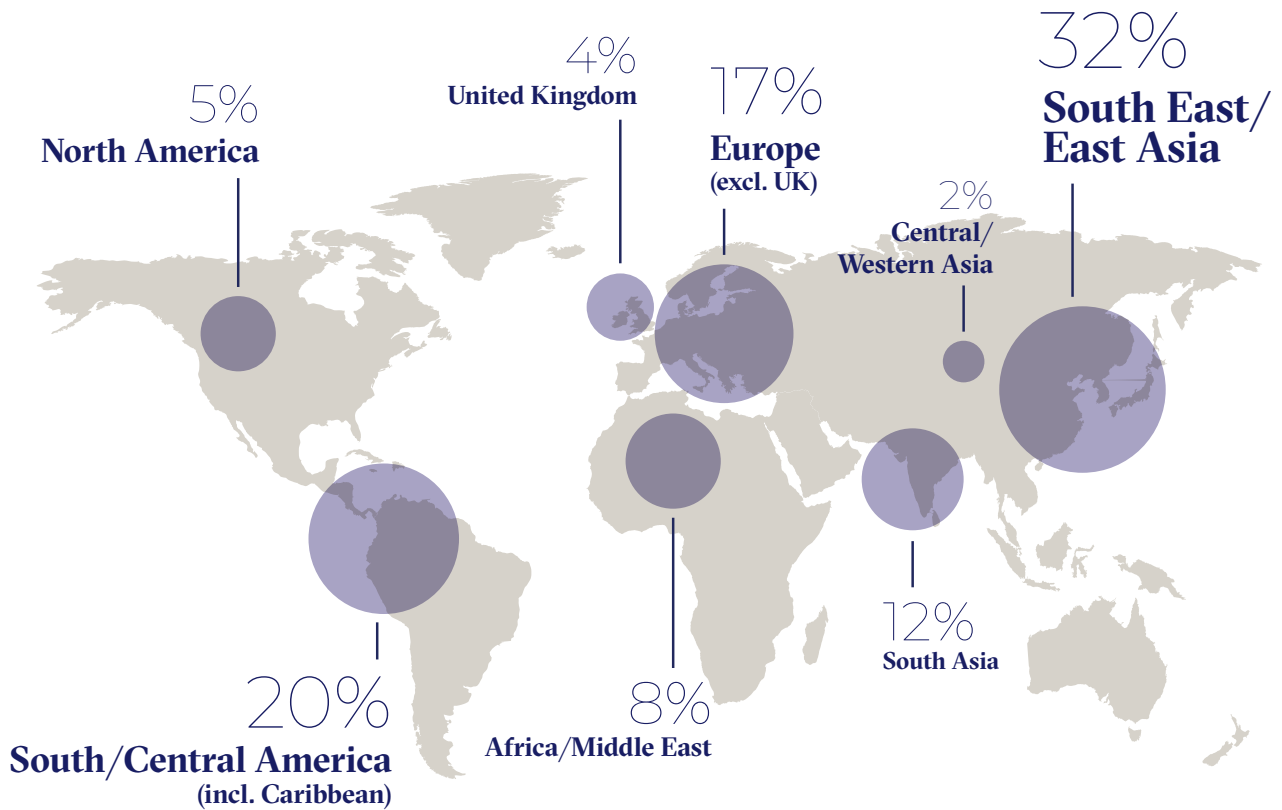 5%
North America
4%
United Kingdom
17%
Europe
(excl. UK)
2%
Central/
Western Asia
32%
South East/
East Asia
20%
South/Central America
(incl. Caribbean)
8%
Africa/Middle East
12%
South Asia